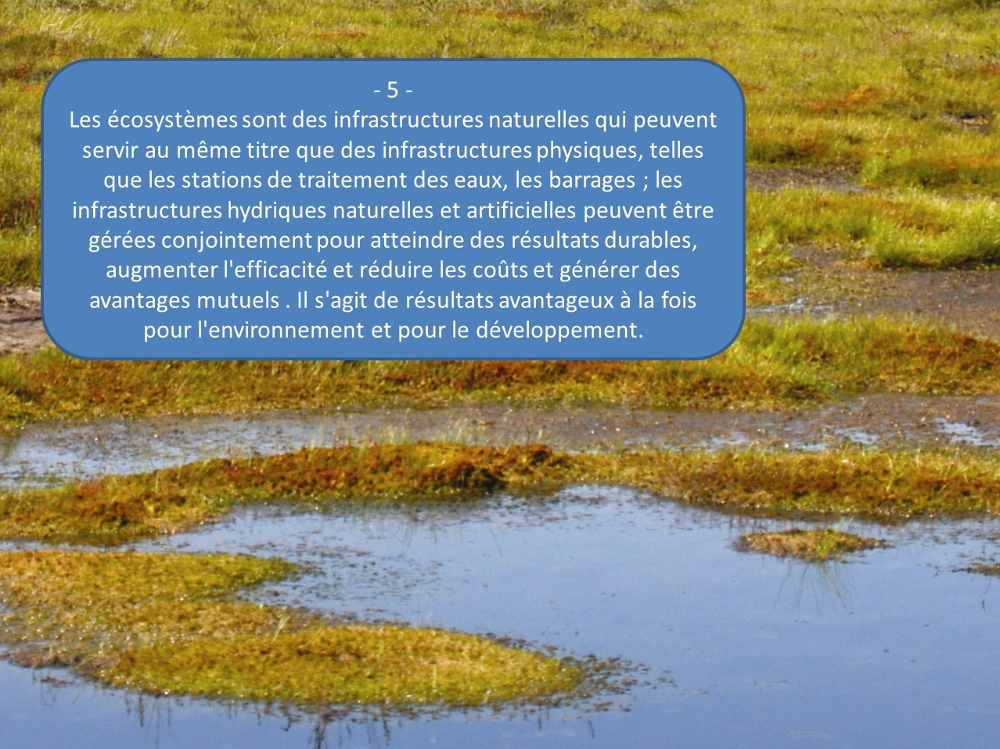 - 5 -
Les écosystèmes sont des infrastructures naturelles qui peuvent
servir au même titre que des infrastructures physiques, telles
que les stations de traitement des eaux, les barrages ; les
infrastructures hydriques naturelles et artificielles peuvent être
gérées conjointement pour atteindre des résultats durables,
augmenter l'efficacité et réduire les coûts et générer des
avantages mutuels . Il s'agit de résultats avantageux à la fois
pour l'environnement et pour le développement.